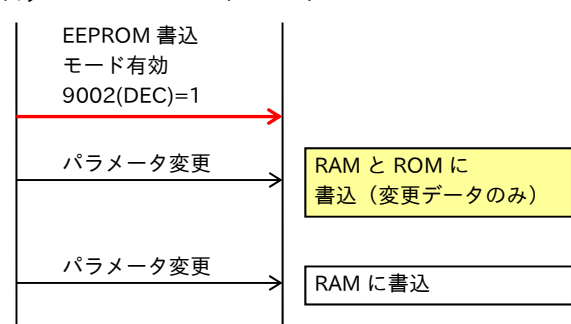 EEPROM 書込
モード有効
9002(DEC)=1
パラメータ変更
RAM と ROM に
書込（変更データのみ）
パラメータ変更
RAM に書込